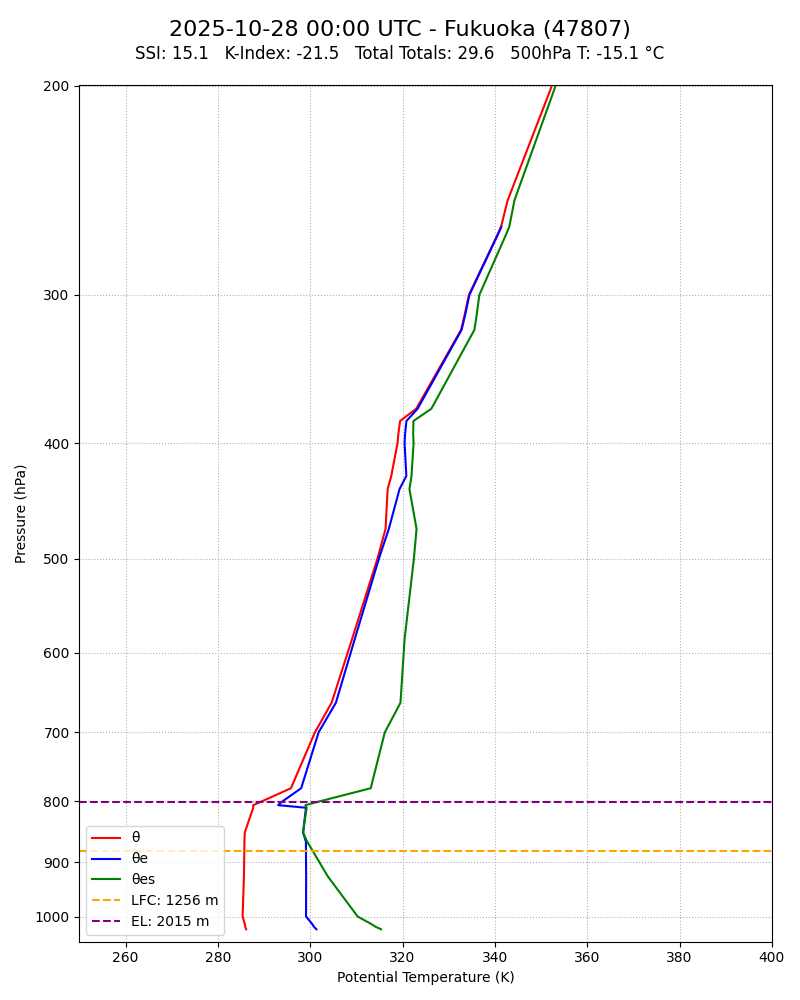 2025-10-28 00:00 UTC - Fukuoka (47807)
SSI: 15.1   K-Index: -21.5   Total Totals: 29.6   500hPa T: -15.1 °C
200
300
400
500
600
700
800
900
1000
Pressure (hPa)
θ
θe
θes
LFC: 1256 m
EL: 2015 m
260 280 300 320 340 360 380 400
Potential Temperature (K)